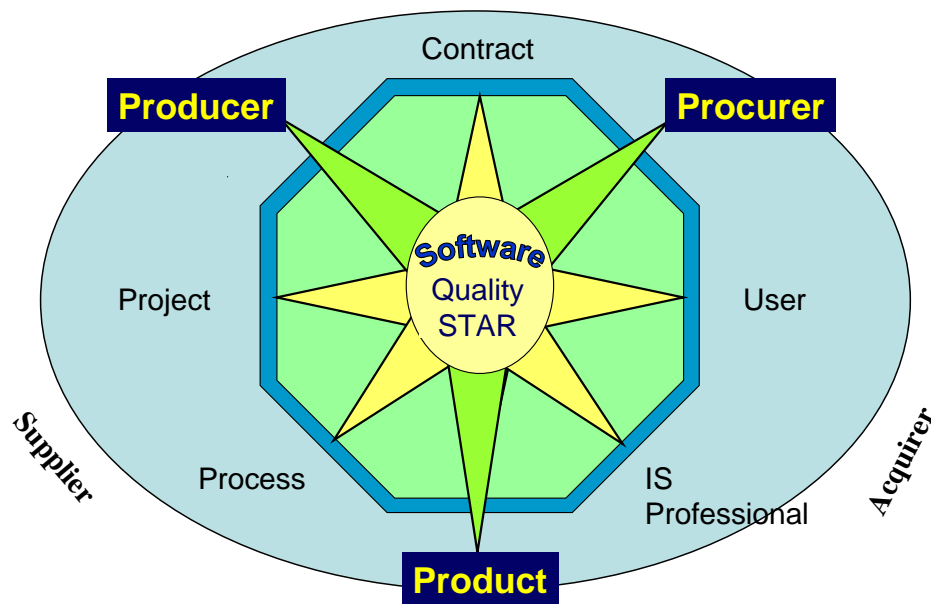 Contract
Producer
Procurer
Software
Quality
STAR
Project
User
Supplier
Acquirer
Process
IS
Professional
Product